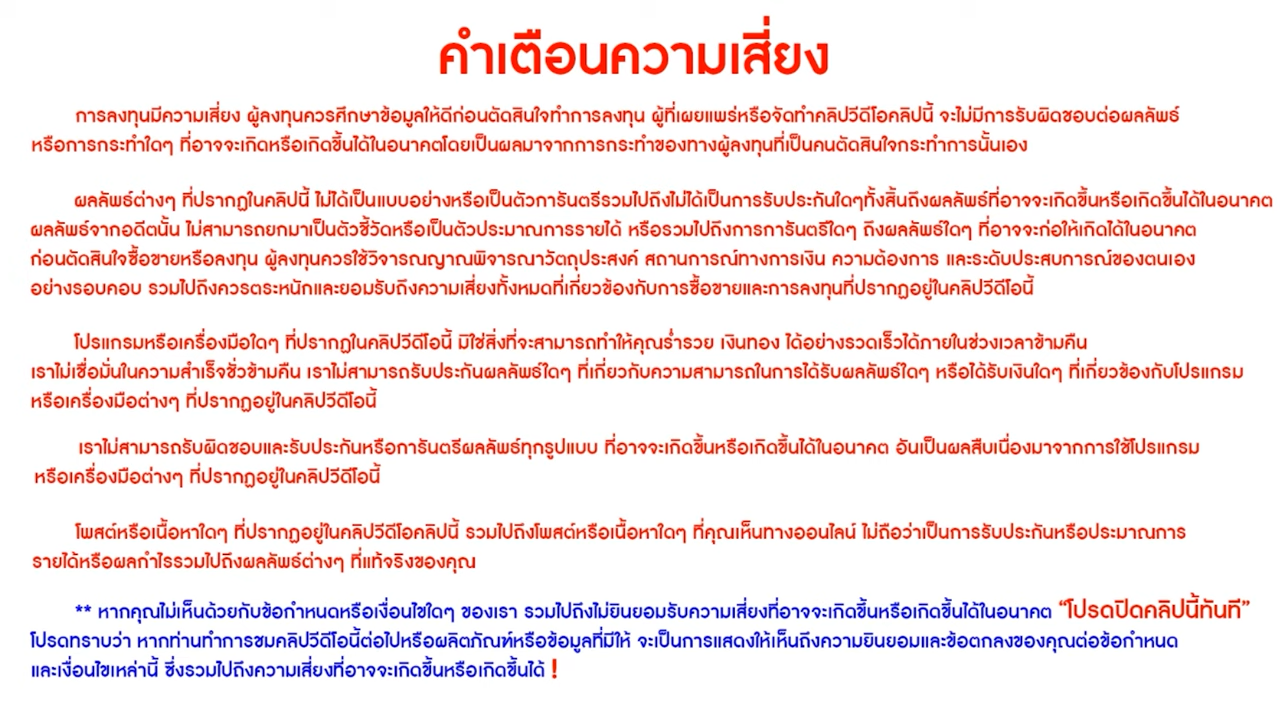 คำเตือนความเสี่ยง
การลงทุนมีความเสี่ยง ผู้ลงทุนควรศึกษาข้อมูลให้ดีก่อนตัดสินใจทำการลงทุน ผู้ที่เผยแพร่หรือจัดทำคลิปวีดีโอคลิปนี้ จะไม่มีการรับผิดชอบต่อผลลัพธ์
หรือการกระทำใดๆ ที่อาจจะเกิดหรือเกิดขึ้นได้ในอนาคตโดยเป็นผลมาจากการกระทำของทางผู้ลงทุนที่เป็นคนตัดสินใจกระทำการนั้นเอง
ผลลัพธ์ต่างๆ ที่ปรากฏในคลิปนี้ ไม่ได้เป็นแบบอย่างหรือเป็นตัวการันตรีรวมไปถึงไม่ได้เป็นการรับประกันใดๆทั้งสิ้นถึงผลลัพธ์ที่อาจจะเกิดขึ้นหรือเกิดขึ้นได้ในอนาคต
ผลลัพธ์จากอดีตนั้น ไม่สามารถยกมาเป็นตัวชี้วัดหรือเป็นตัวประมาณการรายได้ หรือรวมไปถึงการการันตรีใดๆ ถึงผลลัพธ์ใดๆ ที่อาจจะก่อให้เกิดได้ในอนาคต
ก่อนตัดสินใจซื้อขายหรือลงทุน ผู้ลงทุนควรใช้วิจารณญาณพิจารณาวัตถุประสงค์ สถานการณ์ทางการเงิน ความต้องการ และระดับประสบการณ์ของตนเอง
อย่างรอบคอบ รวมไปถึงควรตระหนักและยอมรับถึงความเสี่ยงทั้งหมดที่เกี่ยวข้องกับการซื้อขายและการลงทุนที่ปรากฏอยู่ในคลิปวีดีโอนี้
โปรแกรมหรือเครื่องมือใดๆ ที่ปรากฏในคลิปวีดีโอนี้ มิใช่สิ่งที่จะสามารถทำให้คุณร่ำรวย เงินทอง ได้อย่างรวดเร็วได้ภายในช่วงเวลาข้ามคืน
เราไม่เชื่อมั่นในความสำเร็จชั่วข้ามคืน เราไม่สามารถรับประกันผลลัพธ์ใดๆ ที่เกี่ยวกับความสามารถในการได้รับผลลัพธ์ใดๆ หรือได้รับเงินใดๆ ที่เกี่ยวข้องกับโปรแกรม
หรือเครื่องมือต่างๆ ที่ปรากฏอยู่ในคลิปวีดีโอนี้
เราไม่สามารถรับผิดชอบและรับประกันหรือการันตรีผลลัพธ์ทุกรูปแบบ ที่อาจจะเกิดขึ้นหรือเกิดขึ้นได้ในอนาคต อันเป็นผลสืบเนื่องมาจากการใช้โปรแกรม
หรือเครื่องมือต่างๆ ที่ปรากฏอยู่ในคลิปวีดีโอนี้
โพสต์หรือเนื้อหาใดๆ ที่ปรากฏอยู่ในคลิปวีดีโอคลิปนี้ รวมไปถึงโพสต์หรือเนื้อหาใดๆ ที่คุณเห็นทางออนไลน์ ไม่ถือว่าเป็นการรับประกันหรือประมาณการ
รายได้หรือผลกำไรรวมไปถึงผลลัพธ์ต่างๆ ที่แท้จริงของคุณ
** หากคุณไม่เห็นด้วยกับข้อกำหนดหรือเงื่อนไขใดๆ ของเรา รวมไปถึงไม่ยินยอมรับความเสี่ยงที่อาจจะเกิดขึ้นหรือเกิดขึ้นได้ในอนาคต “โปรดปิดคลิปนี้ทันที”
โปรดทราบว่า หากท่านทำการชมคลิปวีดีโอนี้ต่อไปหรือผลิตภัณฑ์หรือข้อมูลที่มีให้ จะเป็นการแสดงให้เห็นถึงความยินยอมและข้อตกลงของคุณต่อข้อกำหนด
และเงื่อนไขเหล่านี้ ซึ่งรวมไปถึงความเสี่ยงที่อาจจะเกิดขึ้นหรือเกิดขึ้นได้ !